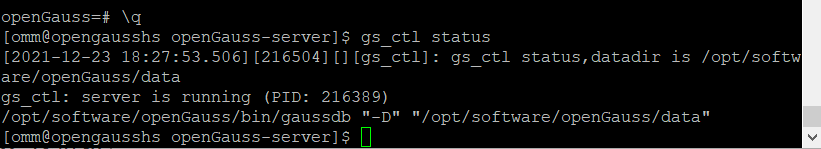 openGauss=# \q
[omm@opengausshs openGauss-server]$ gs_ctl status
[2021-12-23 18:27:53.506][216504][][gs_ctl]: gs_ctl status,datadir is /opt/softw
are/openGauss/data
gs_ctl: server is running (PID: 216389)
/opt/software/openGauss/bin/gaussdb "-D" "/opt/software/openGauss/data"
[omm@opengausshs openGauss-server]$